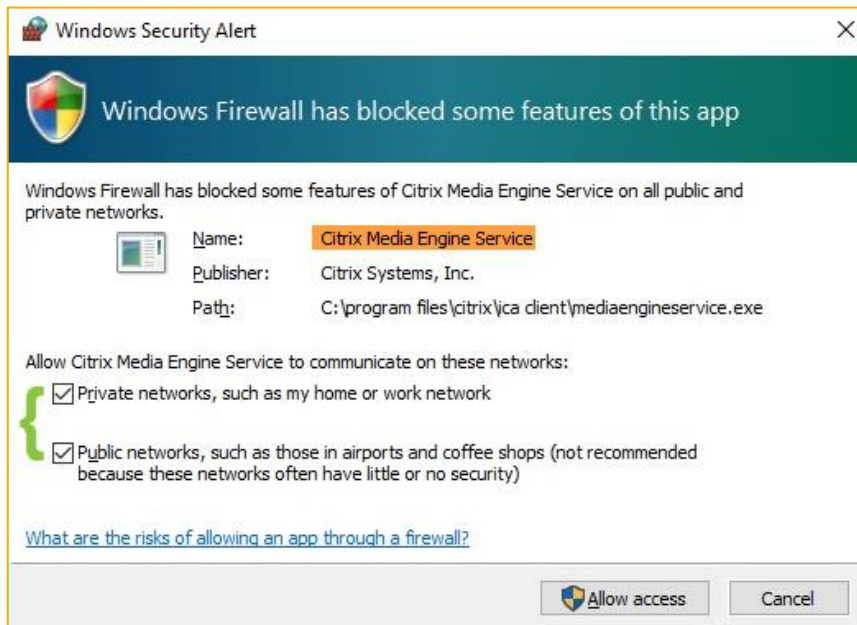 Windows Security Alert
Windows Firewall has blocked some features of this app
Windows Firewall has blocked some features of Citrix Media Engine Service on all public and
private networks.
Name: Citrix Media Engine Service
Publisher: Citrix Systems, Inc.
Path: C:\program files\citrix\ica client\mediaengineservice.exe
Allow Citrix Media Engine Service to communicate on these networks:
Private networks, such as my home or work network
Public networks, such as those in airports and coffee shops (not recommended
because these networks often have little or no security)
What are the risks of allowing an app through a firewall?
Allow access Cancel